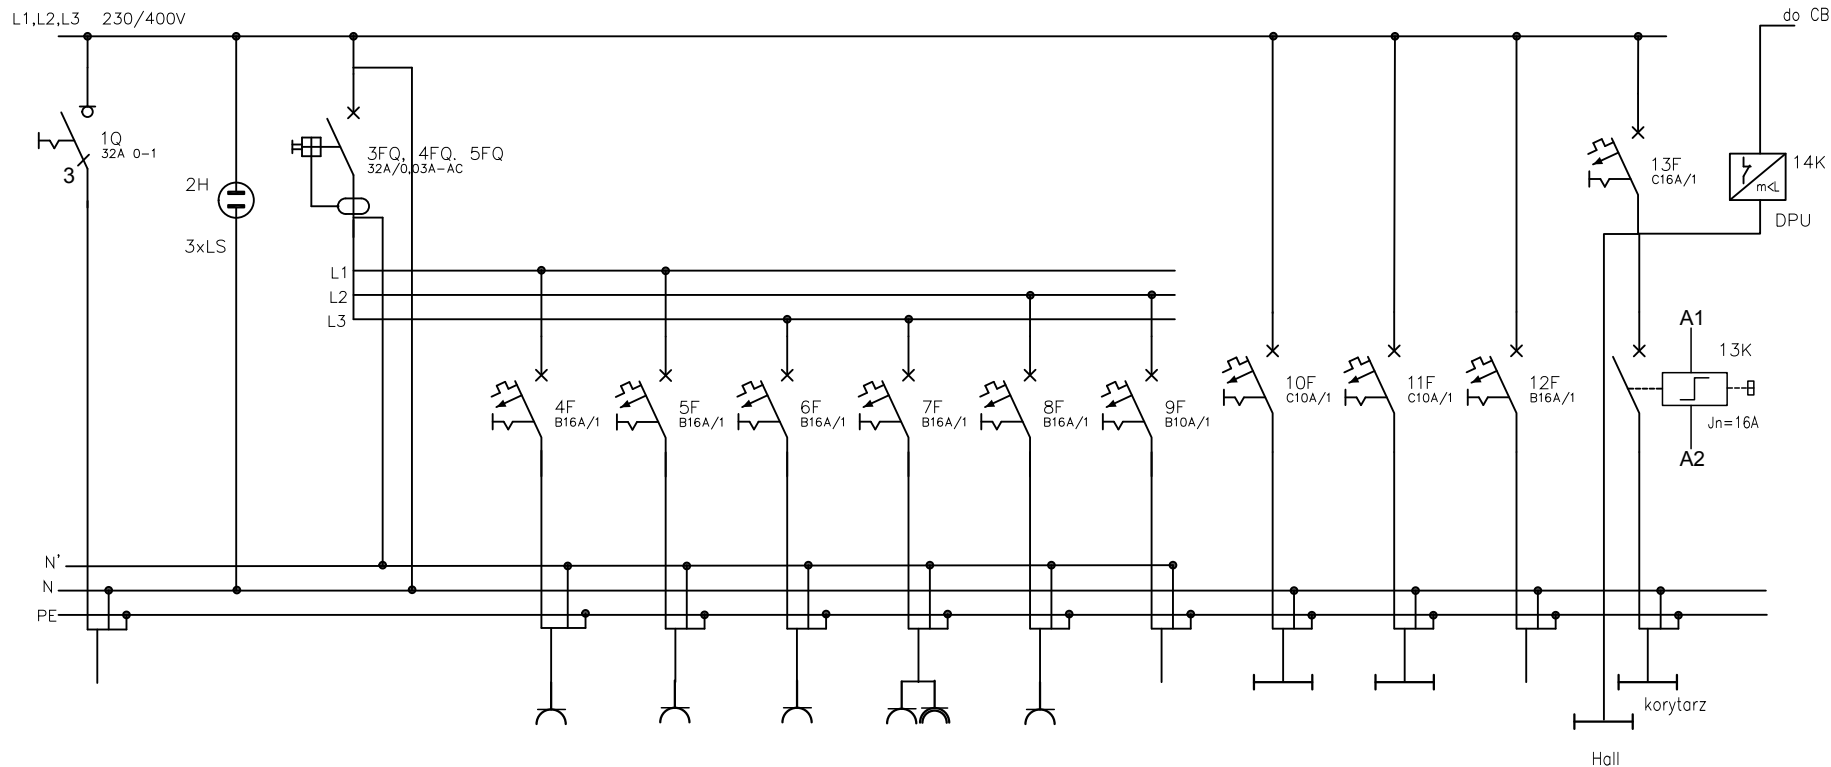 L1,L2,L3 230/400V
do CB
1Q
32A 0-1
3
2H
3xLS
3FQ, 4FQ. 5FQ
32A/0,03A-AC
13F
C16A/1
14K
m<L
DPU
L1
L2
L3
A1
13K
Jn=16A
A2
4F
B16A/1
5F
B16A/1
6F
B16A/1
7F
B16A/1
8F
B16A/1
9F
B10A/1
10F
C10A/1
11F
C10A/1
12F
B16A/1
N'
N
PE
korytarz
Hall